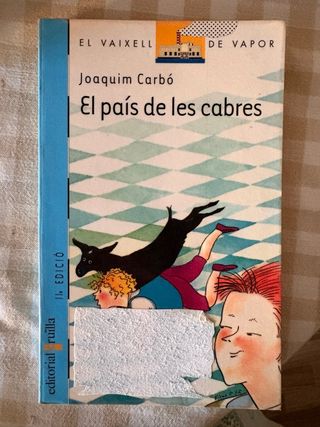 EL VAIXELL DE VAPOR
Joaquim Carbó
El país de les cabres
11a EDICIÓ
editorial Cruïlla